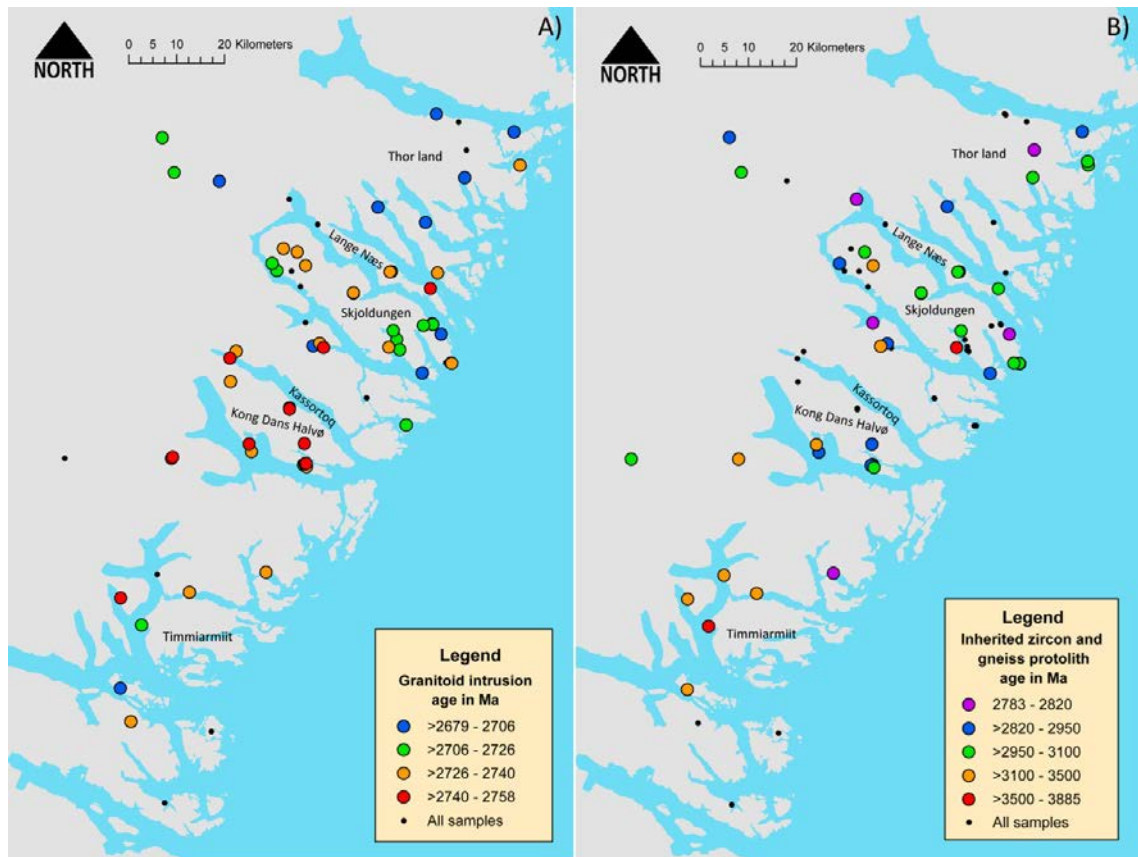 A)
0 5 10 20 Kilometers
NORTH
Thor land
Lange Næs
Skjoldungen
Kassortoq
Kong Dans Halvø
Timmiarmiit
Legend
Granitoid intrusion
age in Ma
>2679 - 2706
>2706 - 2726
>2726 - 2740
>2740 - 2758
All samples
B)
0 5 10 20 Kilometers
NORTH
Thor land
Lange Næs
Skjoldungen
Kassortoq
Kong Dans Halvø
Timmiarmiit
Legend
Inherited zircon and
gneiss protolith
age in Ma
2783 - 2820
>2820 - 2950
>2950 - 3100
>3100 - 3500
>3500 - 3885
All samples